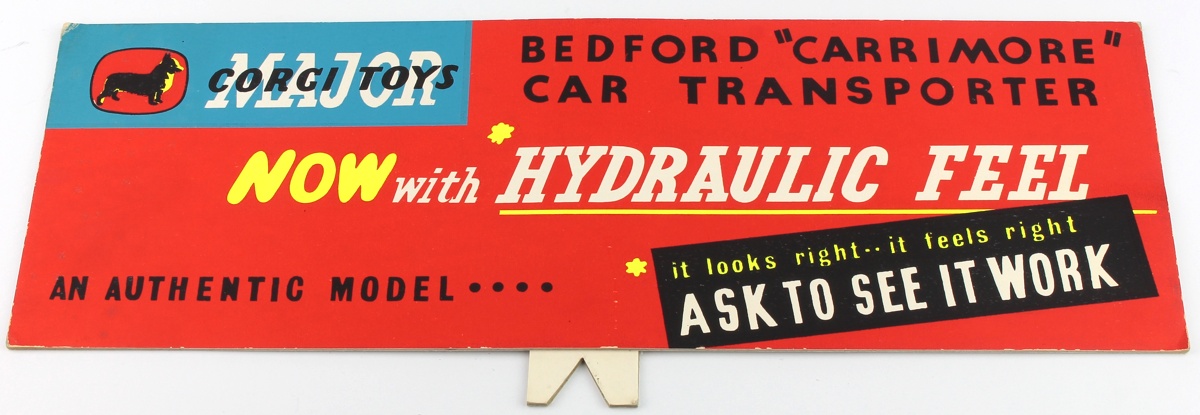 CORGI TOYS
MAJOR
BEDFORD "CARRIMORE"
CAR TRANSPORTER
NOW with HYDRAULIC FEEL
it looks right··it feels right
ASK TO SEE IT WORK
AN AUTHENTIC MODEL····